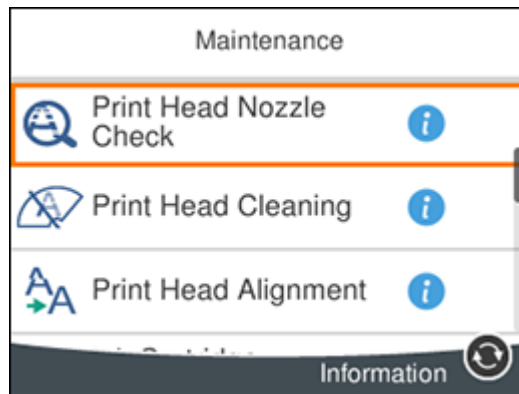 Maintenance
Print Head Nozzle
Check
Print Head Cleaning
Print Head Alignment
Information